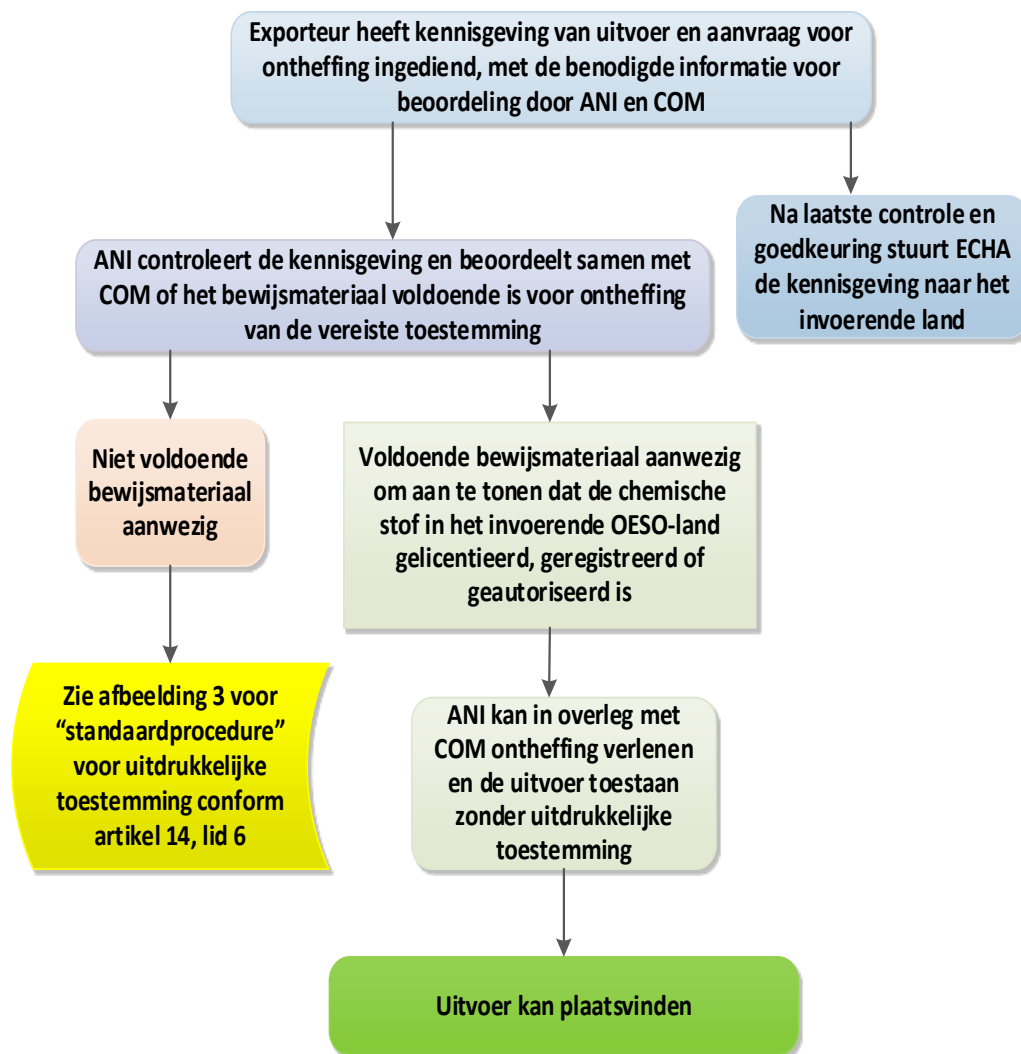 Exporteur heeft kennisgeving van uitvoer en aanvraag voor
ontheffing ingediend, met de benodigde informatie voor
beoordeling door ANI en COM
Na laatste controle en
goedkeuring stuurt ECHA
de kennisgeving naar het
invoerende land
ANI controleert de kennisgeving en beoordeelt samen met
COM of het bewijsmateriaal voldoende is voor ontheffing
van de vereiste toestemming
Niet voldoende
bewijsmateriaal
aanwezig
Voldoende bewijsmateriaal aanwezig
om aan te tonen dat de chemische
stof in het invoerende OESO-land
gelicentieerd, geregistreerd of
geautoriseerd is
Zie afbeelding 3 voor
“standaardprocedure”
voor uitdrukkelijke
toestemming conform
artikel 14, lid 6
ANI kan in overleg met
COM ontheffing verlenen
en de uitvoer toestaan
zonder uitdrukkelijke
toestemming
Uitvoer kan plaatsvinden